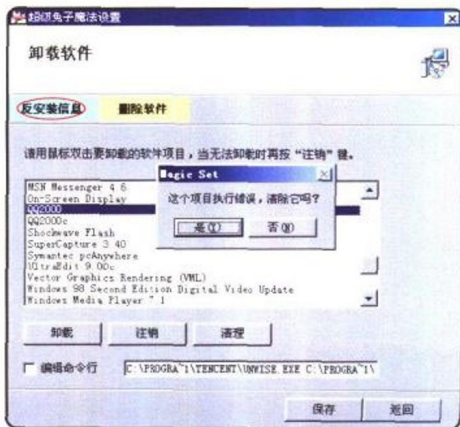 超级兔子魔法设置
卸载软件
反安装信息
删除软件
请用鼠标双击要卸载的软件项目，当无法卸载时再按“注销”键。
MSN Messenger 4 6
On-Screen Display
QQ2000
QQ2000c
Shockwave Flash
SuperCapture 3 40
Symantec pcAnywhere
UltraEdit 9.00c
Vector Graphics Rendering (VML)
Windows 98 Second Edition Digital Video Update
Windows Media Player
Magic Set
这个项目执行错误，清除它吗？
是(Y)
否(N)
卸载
注销
清理
编辑命令行
C:\PROGRA~1\TENCENT\UNWISE.EXE C:\PROGRA~1\
保存
返回